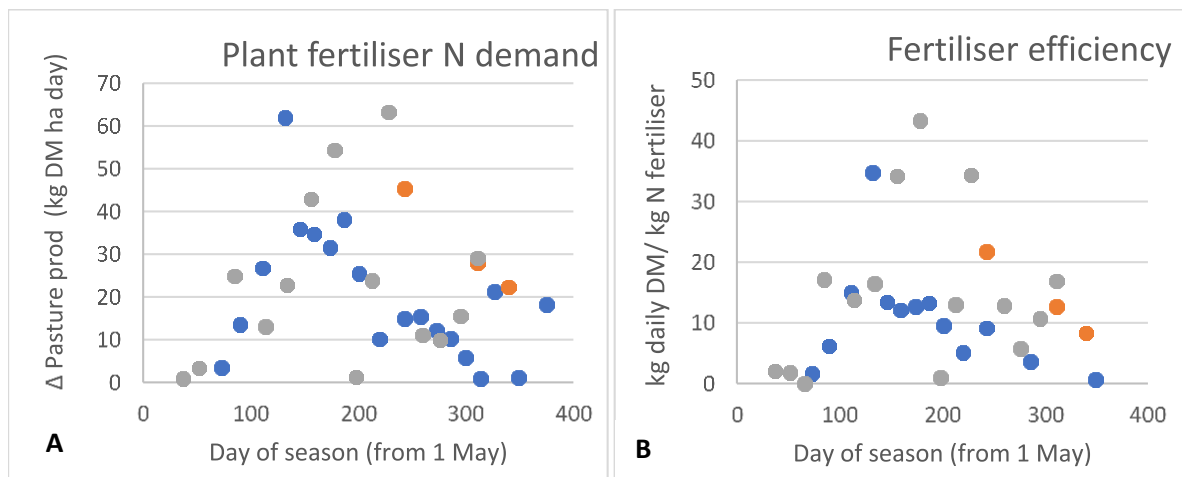 Plant fertiliser N demand
Δ Pasture prod (kg DM ha day)
70
60
50
40
30
20
10
0
0 100 200 300 400
Day of season (from 1 May)
A
Fertiliser efficiency
kg daily DM/ kg N fertiliser
50
40
30
20
10
0
0 100 200 300 400
Day of season (from 1 May)
B